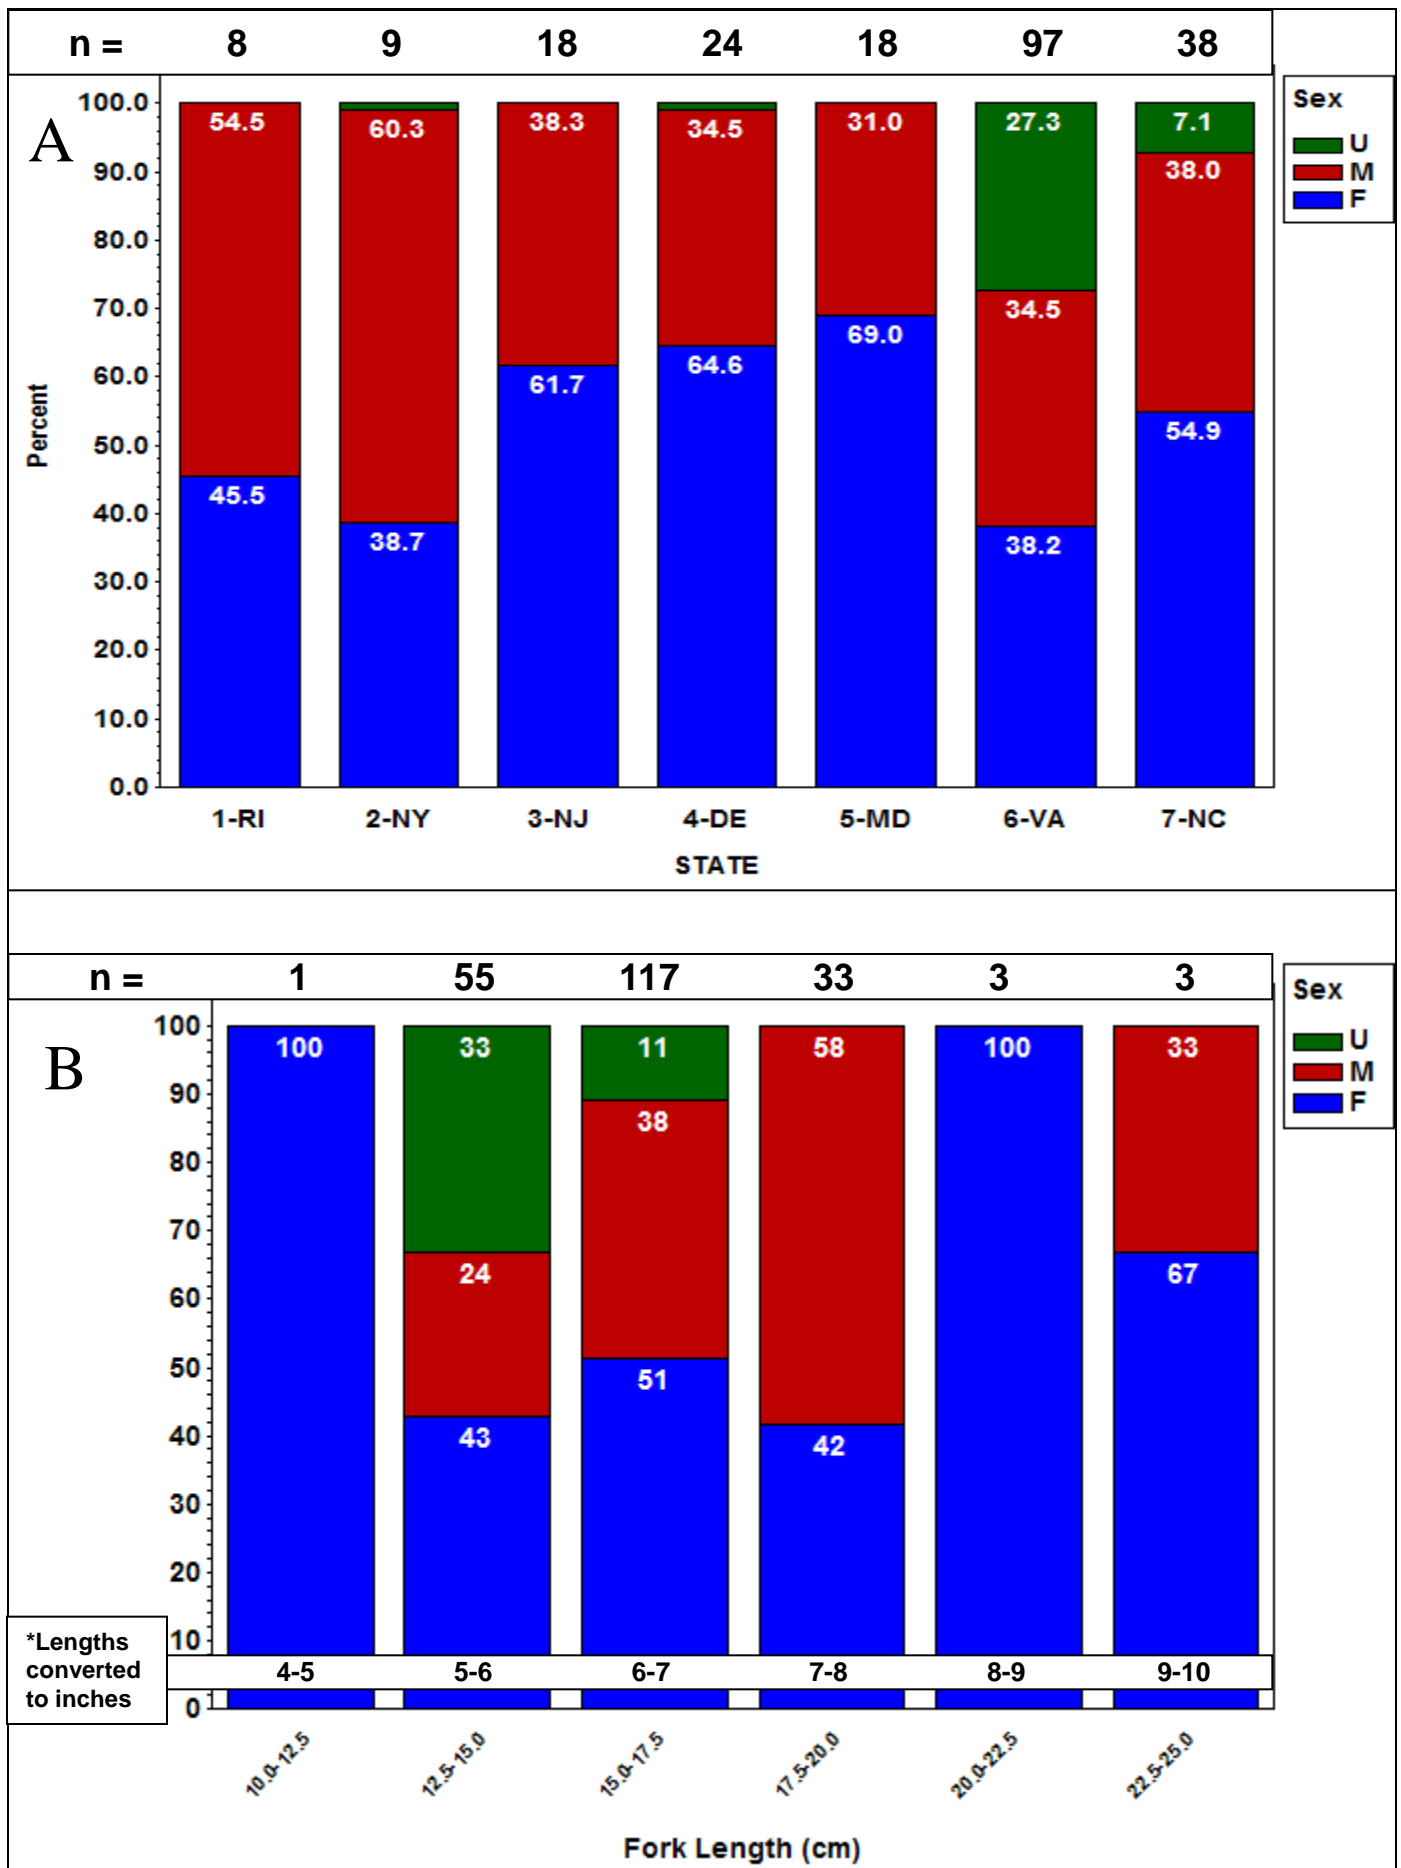 n = 8 9 18 24 18 97 38
A
Sex
U
M
F
100.0
90.0
80.0
70.0
60.0
50.0
40.0
30.0
20.0
10.0
0.0
Percent
54.5 60.3 38.3 34.5 31.0 27.3 7.1
38.0
34.5
45.5 38.7 61.7 64.6 69.0 38.2 54.9
1-RI 2-NY 3-NJ 4-DE 5-MD 6-VA 7-NC
STATE
n = 1 55 117 33 3 3
B
Sex
U
M
F
100
90
80
70
60
50
40
30
20
10
0
100 33 11 58 100 33
38
24 67
51
43 42
*Lengths
converted
to inches
4-5 5-6 6-7 7-8 8-9 9-10
10.0-12.5 12.5-15.0 15.0-17.5 17.5-20.0 20.0-22.5 22.5-25.0
Fork Length (cm)